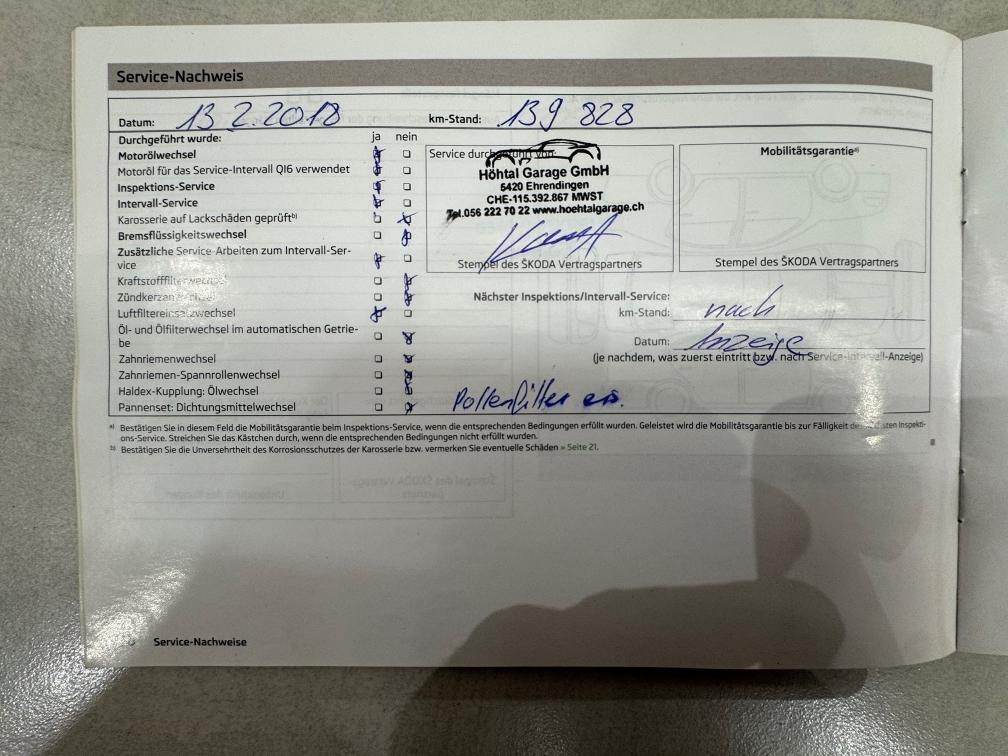 Service-Nachweis
Datum: 13.2.2018 km-Stand: 139 828
Durchgeführt wurde: ja nein
Motorölwechsel
Motoröl für das Service-Intervall QI6 verwendet
Inspektions-Service
Intervall-Service
Karosserie auf Lackschäden geprüft b)
Bremsflüssigkeitswechsel
Zusätzliche Service-Arbeiten zum Intervall-Ser-
vice
Kraftstofffilterwechsel
Zündkerzenwechsel
Luftfiltereinsatzwechsel
Öl- und Ölfilterwechsel im automatischen Getrie-
be
Zahnriemenwechsel
Zahnriemen-Spannrollenwechsel
Haldex-Kupplung: Ölwechsel
Pannenset: Dichtungsmittelwechsel
Service durchgeführt von:
Höhtal Garage GmbH
5420 Ehrendingen
CHE-115.392.867 MWST
Tel.056 222 70 22 www.hoehtalgarage.ch
Stempel des ŠKODA Vertragspartners
Mobilitätsgarantie a)
Stempel des ŠKODA Vertragspartners
Nächster Inspektions/Intervall-Service:
km-Stand: nach
Datum: Anzeige
(je nachdem, was zuerst eintritt bzw. nach Service-Intervall-Anzeige)
Pollenfilter ers.
a) Bestätigen Sie in diesem Feld die Mobilitätsgarantie beim Inspektions-Service, wenn die entsprechenden Bedingungen erfüllt wurden. Geleistet wird die Mobilitätsgarantie bis zur Fälligkeit des nächsten Inspekti-
ons-Service. Streichen Sie das Kästchen durch, wenn die entsprechenden Bedingungen nicht erfüllt wurden.
b) Bestätigen Sie die Unversehrtheit des Korrosionsschutzes der Karosserie bzw. vermerken Sie eventuelle Schäden » Seite 21.
Service-Nachweise